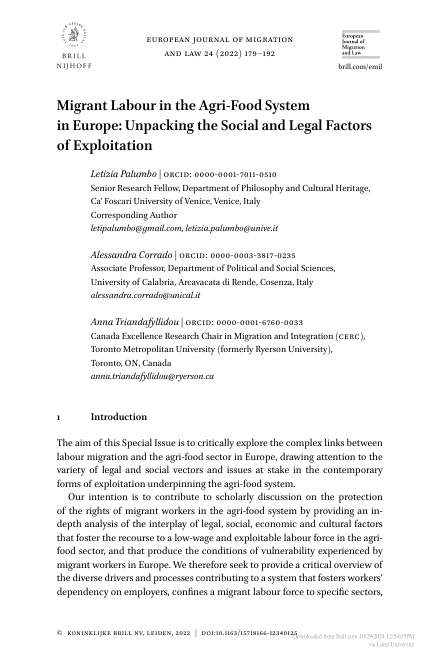 BRILL
NIJHOFF
EUROPEAN JOURNAL OF MIGRATION
AND LAW 24 (2022) 179–192
European
Journal of
Migration
and Law
brill.com/emil
Migrant Labour in the Agri-Food System
in Europe: Unpacking the Social and Legal Factors
of Exploitation
Letizia Palumbo | ORCID: 0000-0001-7011-0510
Senior Research Fellow, Department of Philosophy and Cultural Heritage,
Ca’ Foscari University of Venice, Venice, Italy
Corresponding Author
letipalumbo@gmail.com, letizia.palumbo@unive.it
Alessandra Corrado | ORCID: 0000-0003-3817-0235
Associate Professor, Department of Political and Social Sciences,
University of Calabria, Arcavacata di Rende, Cosenza, Italy
alessandra.corrado@unical.it
Anna Triandafyllidou | ORCID: 0000-0001-6760-0033
Canada Excellence Research Chair in Migration and Integration (CERC),
Toronto Metropolitan University (formerly Ryerson University),
Toronto, ON, Canada
anna.triandafyllidou@ryerson.ca
1 Introduction
The aim of this Special Issue is to critically explore the complex links between
labour migration and the agri-food sector in Europe, drawing attention to the
variety of legal and social vectors and issues at stake in the contemporary
forms of exploitation underpinning the agri-food system.
Our intention is to contribute to scholarly discussion on the protection
of the rights of migrant workers in the agri-food system by providing an in-
depth analysis of the interplay of legal, social, economic and cultural factors
that foster the recourse to a low-wage and exploitable labour force in the agri-
food sector, and that produce the conditions of vulnerability experienced by
migrant workers in Europe. We therefore seek to provide a critical overview of
the diverse drivers and processes contributing to a system that fosters workers’
dependency on employers, confines a migrant labour force to specific sectors,
© KONINKLIJKE BRILL NV, LEIDEN, 2022 | DOI:10.1163/15718166-12340125
Downloaded from Brill.com 10/29/2024 12:54:05PM
via Lund University